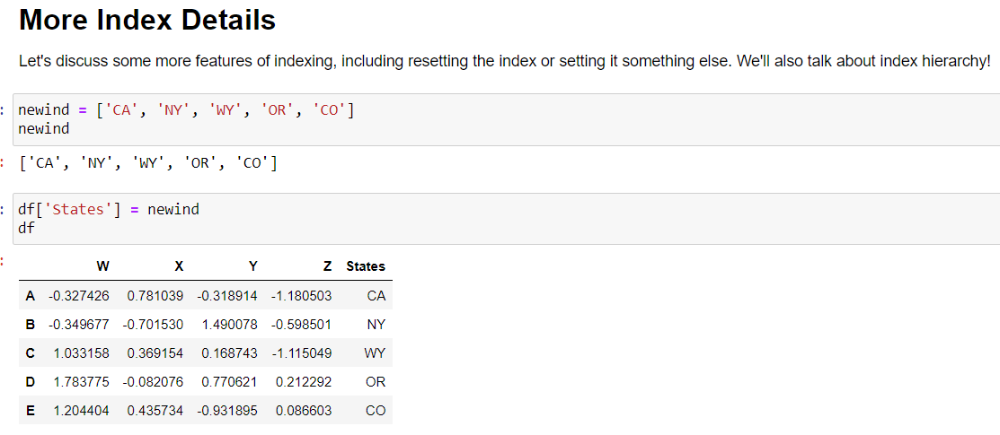 More Index Details
Let's discuss some more features of indexing, including resetting the index or setting it something else. We'll also talk about index hierarchy!
: newind = ['CA', 'NY', 'WY', 'OR', 'CO']
newind
: ['CA', 'NY', 'WY', 'OR', 'CO']
: df['States'] = newind
df
:
W X Y Z States
A -0.327426 0.781039 -0.318914 -1.180503 CA
B -0.349677 -0.701530 1.490078 -0.598501 NY
C 1.033158 0.369154 0.168743 -1.115049 WY
D 1.783775 -0.082076 0.770621 0.212292 OR
E 1.204404 0.435734 -0.931895 0.086603 CO